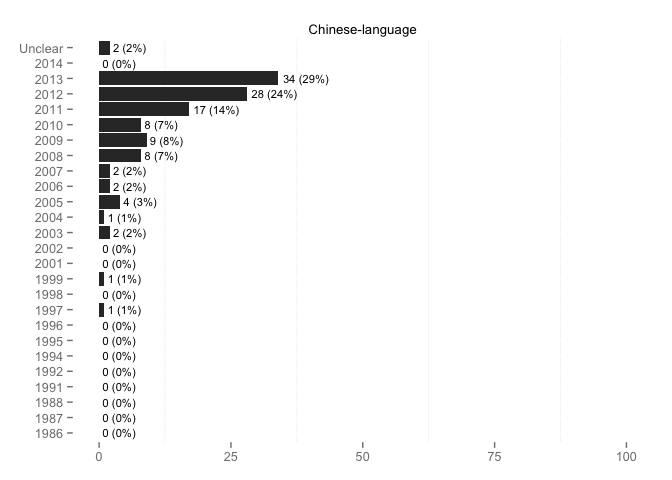 Chinese-language
Unclear 2 (2%)
2014 0 (0%)
2013 34 (29%)
2012 28 (24%)
2011 17 (14%)
2010 8 (7%)
2009 9 (8%)
2008 8 (7%)
2007 2 (2%)
2006 2 (2%)
2005 4 (3%)
2004 1 (1%)
2003 2 (2%)
2002 0 (0%)
2001 0 (0%)
1999 1 (1%)
1998 0 (0%)
1997 1 (1%)
1996 0 (0%)
1995 0 (0%)
1994 0 (0%)
1992 0 (0%)
1991 0 (0%)
1988 0 (0%)
1987 0 (0%)
1986 0 (0%)
0 25 50 75 100